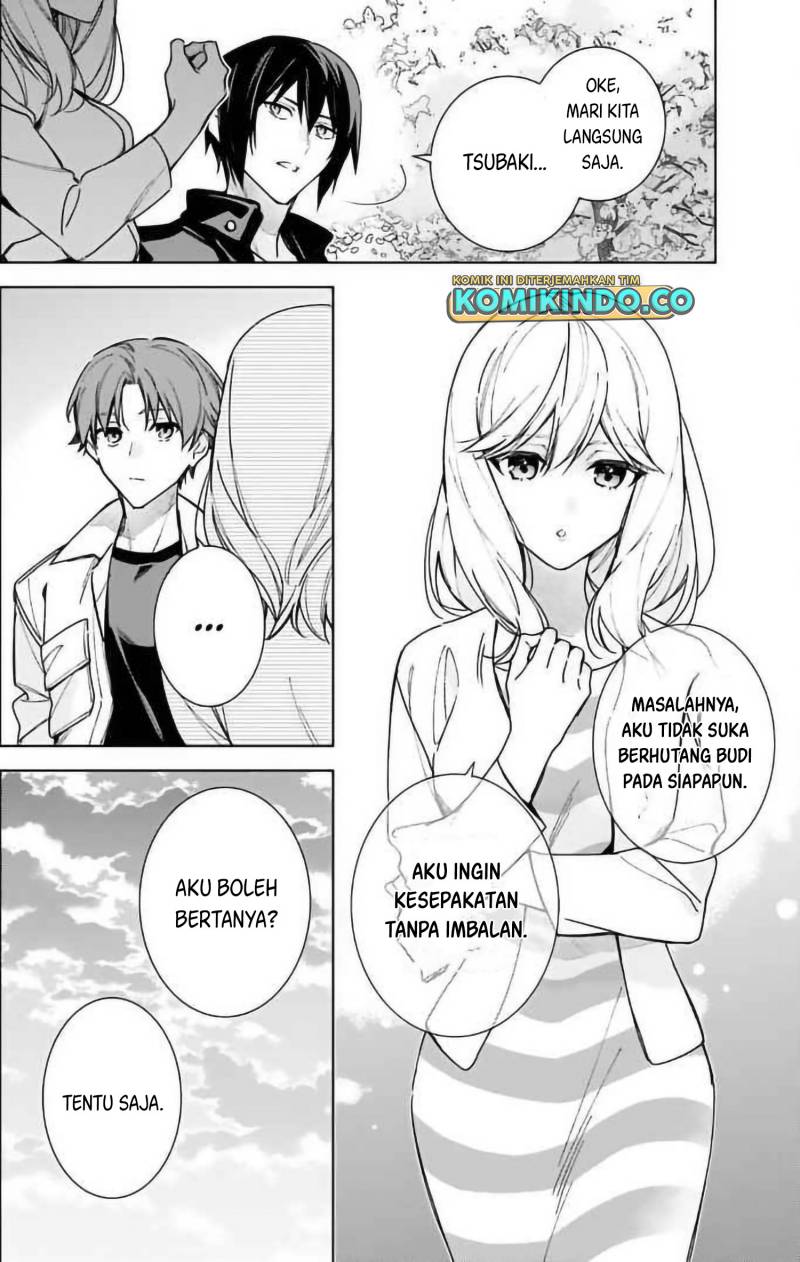 OKE,
MARI KITA
LANGSUNG
SAJA.
TSUBAKI...
KOMIK INI DITERJEMAHKAN TIM
KOMIKINDO.CO
MASALAHNYA,
AKU TIDAK SUKA
BERHUTANG BUDI
PADA SIAPAPUN.
AKU INGIN
KESEPAKATAN
TANPA IMBALAN.
...
AKU BOLEH
BERTANYA?
TENTU SAJA.